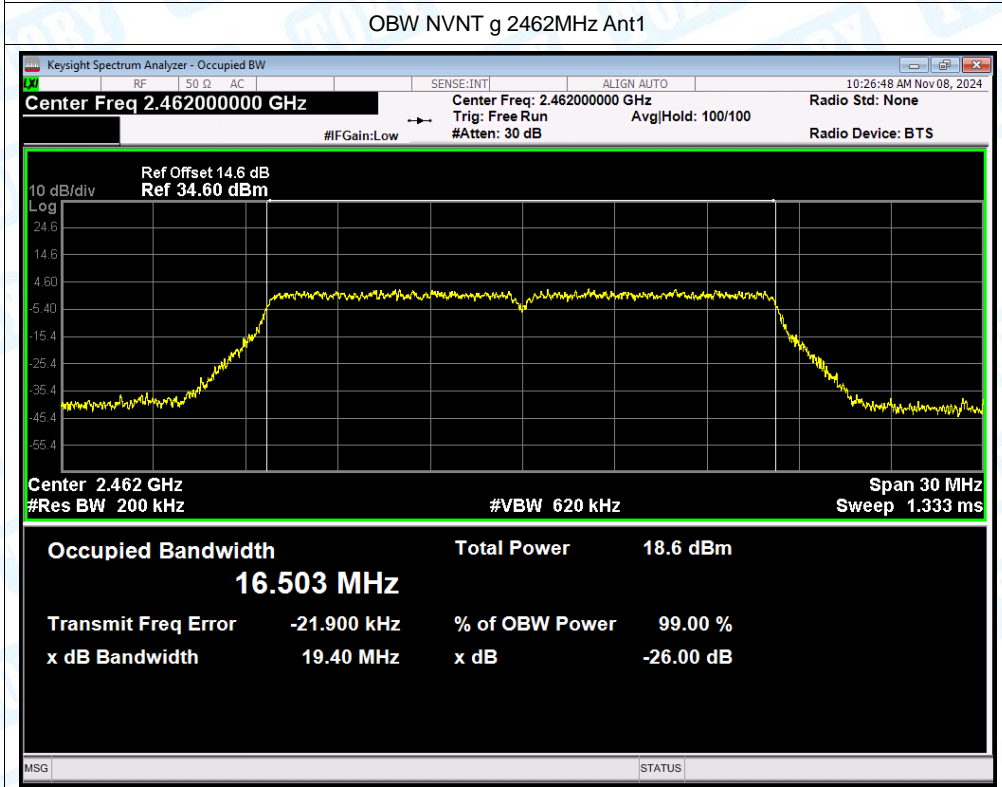 OBW NVNT g 2462MHz Ant1
Keysight Spectrum Analyzer - Occupied BW
LXI RF 50 Ω AC SENSE:INT ALIGN AUTO 10:26:48 AM Nov 08, 2024
Center Freq 2.462000000 GHz Center Freq: 2.462000000 GHz Radio Std: None
Trig: Free Run Avg|Hold: 100/100
#IFGain:Low #Atten: 30 dB Radio Device: BTS
Ref Offset 14.6 dB
10 dB/div Ref 34.60 dBm
Log
24.6
14.6
4.60
-5.40
-15.4
-25.4
-35.4
-45.4
-55.4
Center 2.462 GHz Span 30 MHz
#Res BW 200 kHz #VBW 620 kHz Sweep 1.333 ms
Occupied Bandwidth Total Power 18.6 dBm
16.503 MHz
Transmit Freq Error -21.900 kHz % of OBW Power 99.00 %
x dB Bandwidth 19.40 MHz x dB -26.00 dB
MSG STATUS